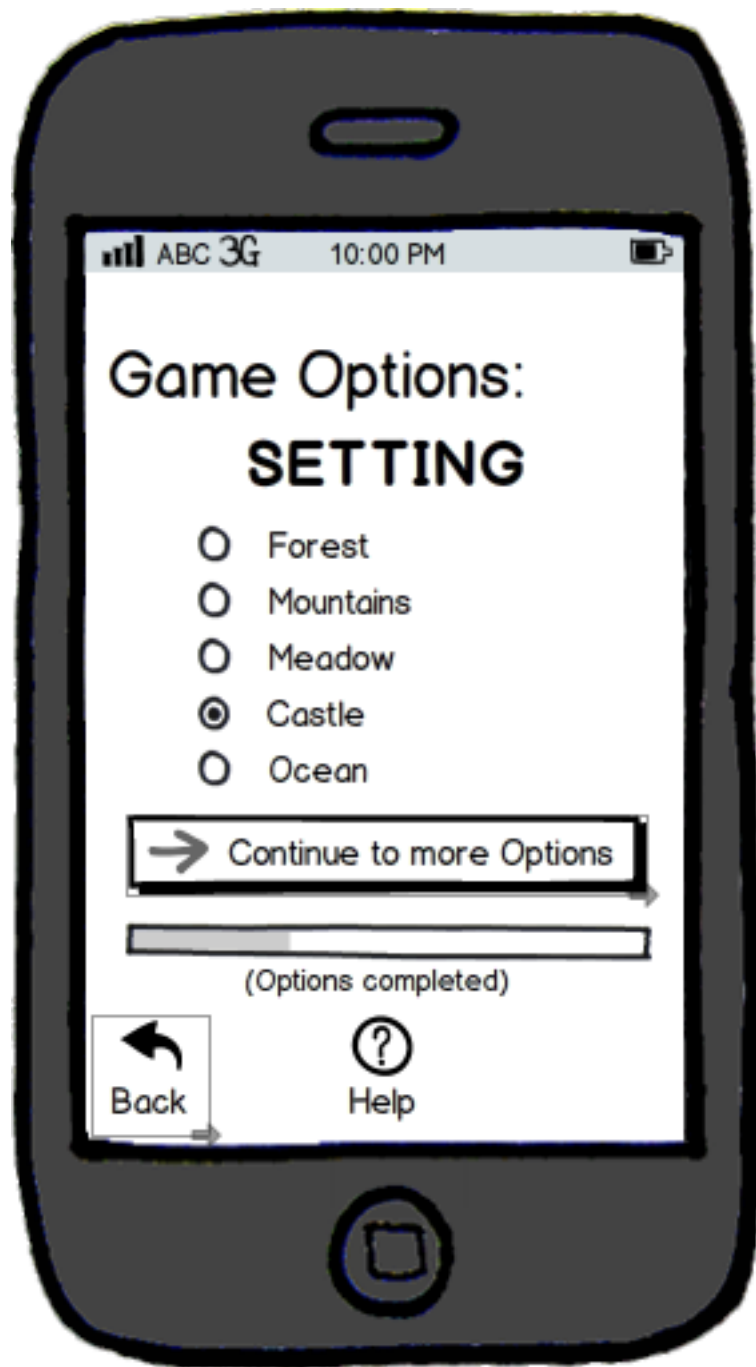 ABC 3G 10:00 PM
Game Options:
SETTING
Forest
Mountains
Meadow
Castle
Ocean
Continue to more Options
(Options completed)
?
Back Help